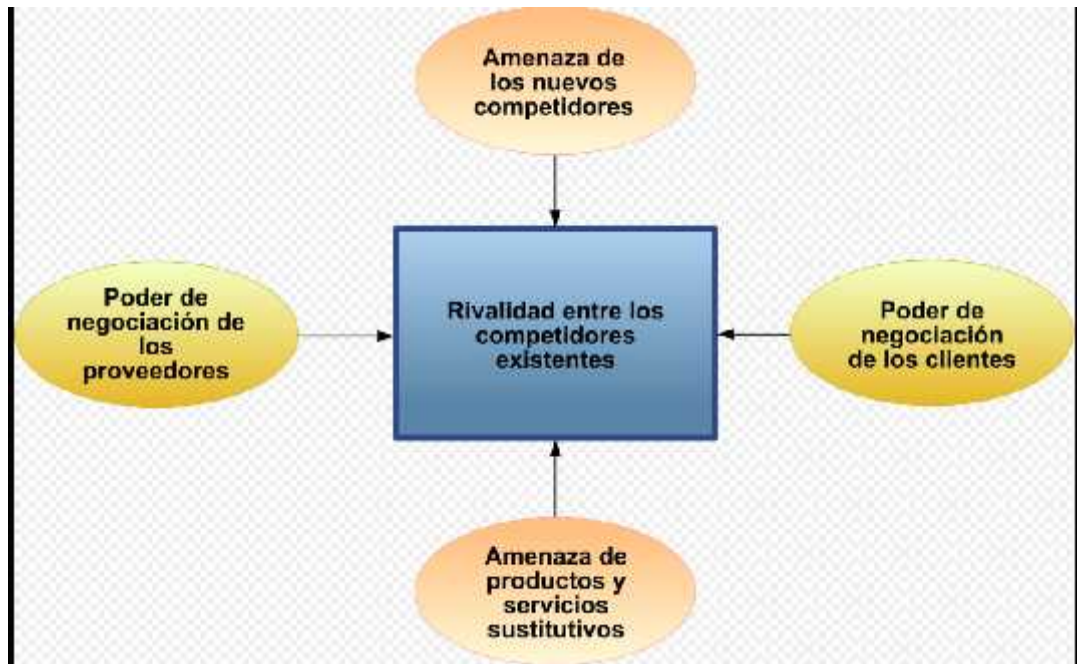 Amenaza de
los nuevos
competidores
Poder de
negociación de
los
proveedores
Rivalidad entre los
competidores
existentes
Poder de
negociación
de los clientes
Amenaza de
productos y
servicios
sustitutivos